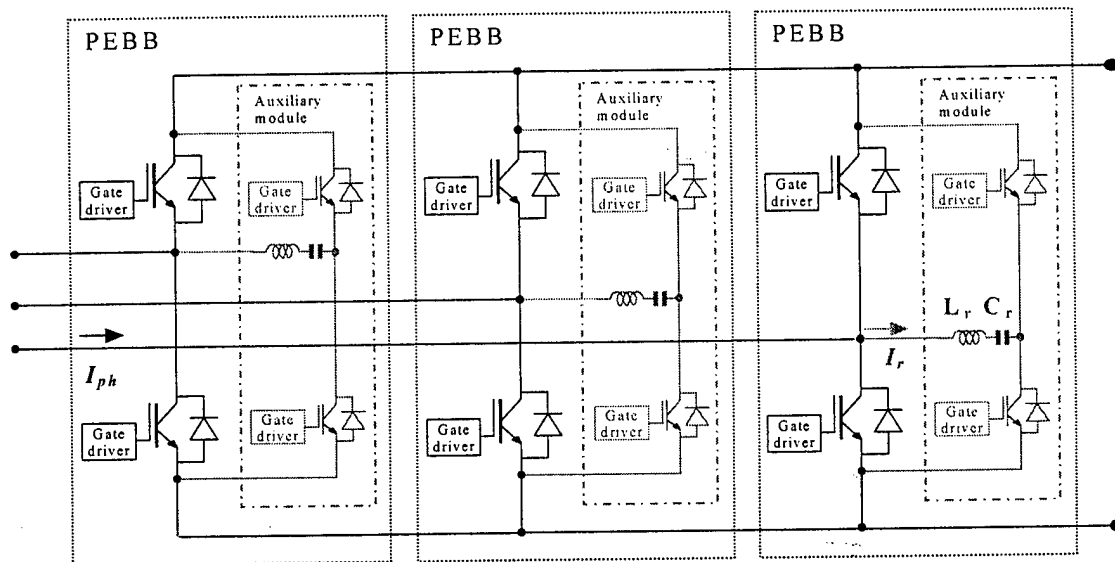 PEBB
PEBB
PEBB
Auxiliary
module
Auxiliary
module
Auxiliary
module
Gate
driver
Gate
driver
Gate
driver
Gate
driver
Gate
driver
Gate
driver
L r C r
I ph
I r
Gate
driver
Gate
driver
Gate
driver
Gate
driver
Gate
driver
Gate
driver